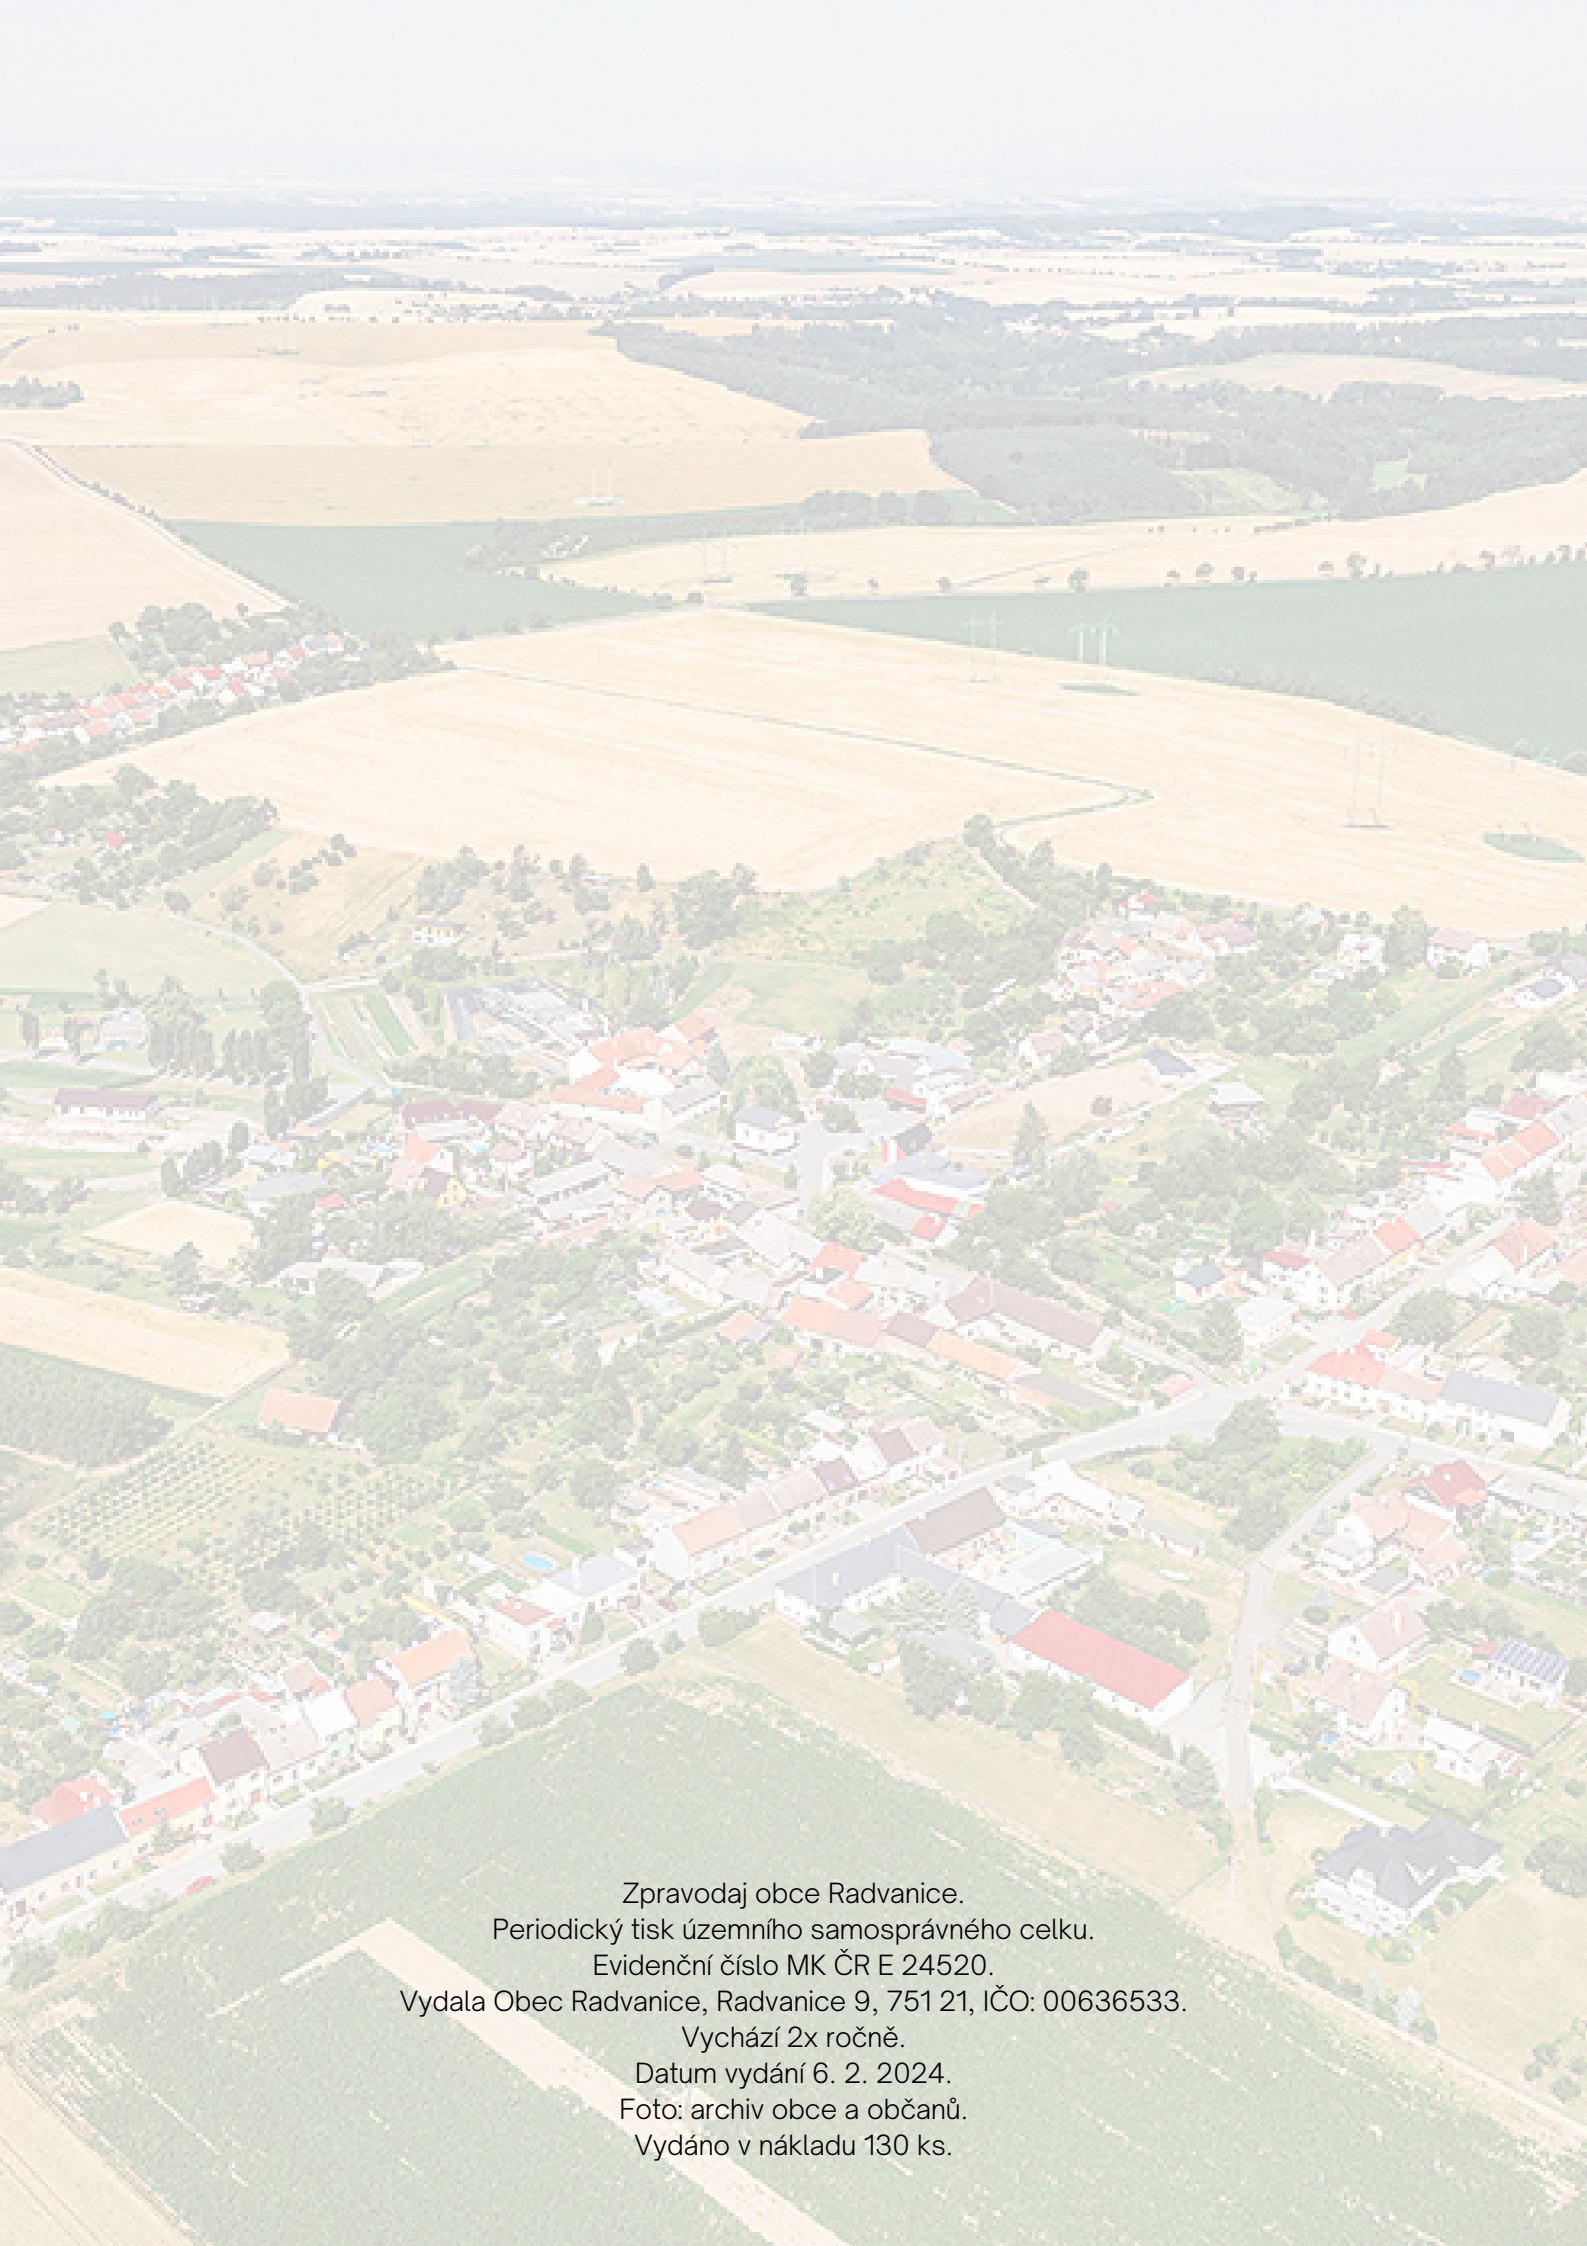 Zpravodaj obce Radvanice.
Periodický tisk územního samosprávného celku.
Evidenční číslo MK ČR E 24520.
Vydala Obec Radvanice, Radvanice 9, 751 21, IČO: 00636533.
Vychází 2x ročně.
Datum vydání 6. 2. 2024.
Foto: archiv obce a občanů.
Vydáno v nákladu 130 ks.